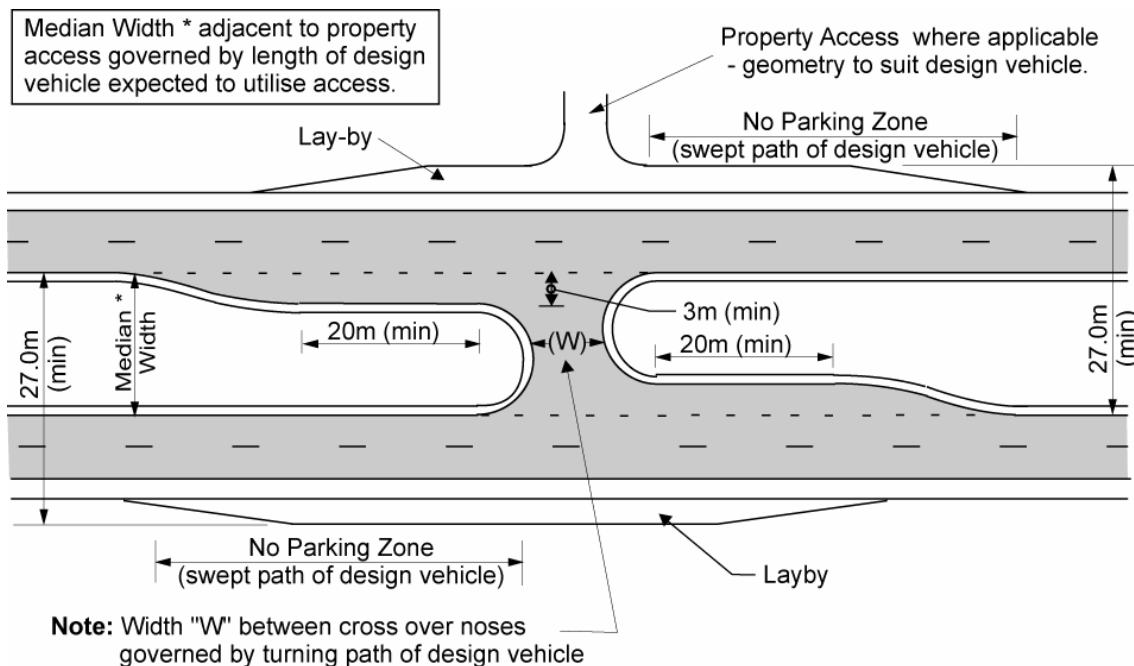 Median Width * adjacent to property
access governed by length of design
vehicle expected to utilise access.
Property Access where applicable
- geometry to suit design vehicle.
Lay-by
No Parking Zone
(swept path of design vehicle)
27.0m
(min)
Median *
Width
20m (min)
(W)
3m (min)
20m (min)
27.0m
(min)
No Parking Zone
(swept path of design vehicle)
Layby
Note: Width "W" between cross over noses
governed by turning path of design vehicle